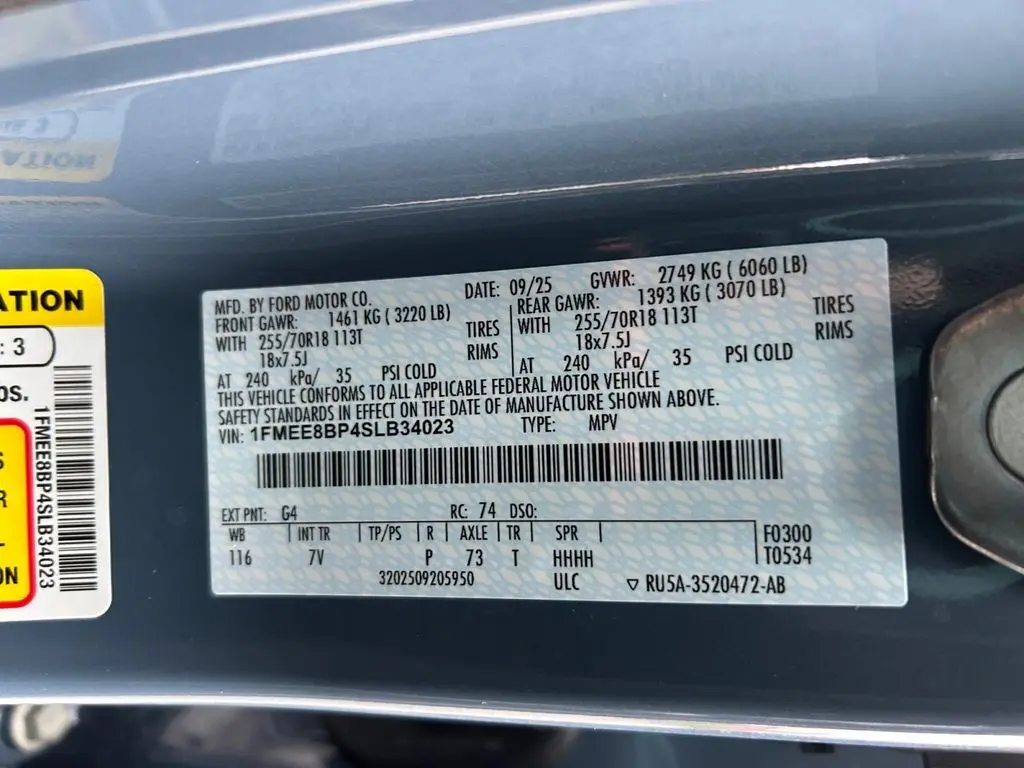 ATION
: 3
bs.
S
R
L
ON
1FMEE8BP4SLB34023
MFD. BY FORD MOTOR CO. DATE: 09/25 GVWR: 2749 KG ( 6060 LB)
FRONT GAWR: 1461 KG ( 3220 LB) REAR GAWR: 1393 KG ( 3070 LB)
WITH 255/70R18 113T TIRES WITH 255/70R18 113T TIRES
18x7.5J RIMS 18x7.5J RIMS
AT 240 kPa/ 35 PSI COLD AT 240 kPa/ 35 PSI COLD
THIS VEHICLE CONFORMS TO ALL APPLICABLE FEDERAL MOTOR VEHICLE
SAFETY STANDARDS IN EFFECT ON THE DATE OF MANUFACTURE SHOWN ABOVE.
VIN: 1FMEE8BP4SLB34023 TYPE: MPV
EXT PNT: G4 RC: 74 DSO:
WB INT TR TP/PS R AXLE TR SPR F0300
116 7V P 73 T HHHH T0534
3202509205950 ULC ▽ RU5A-3520472-AB